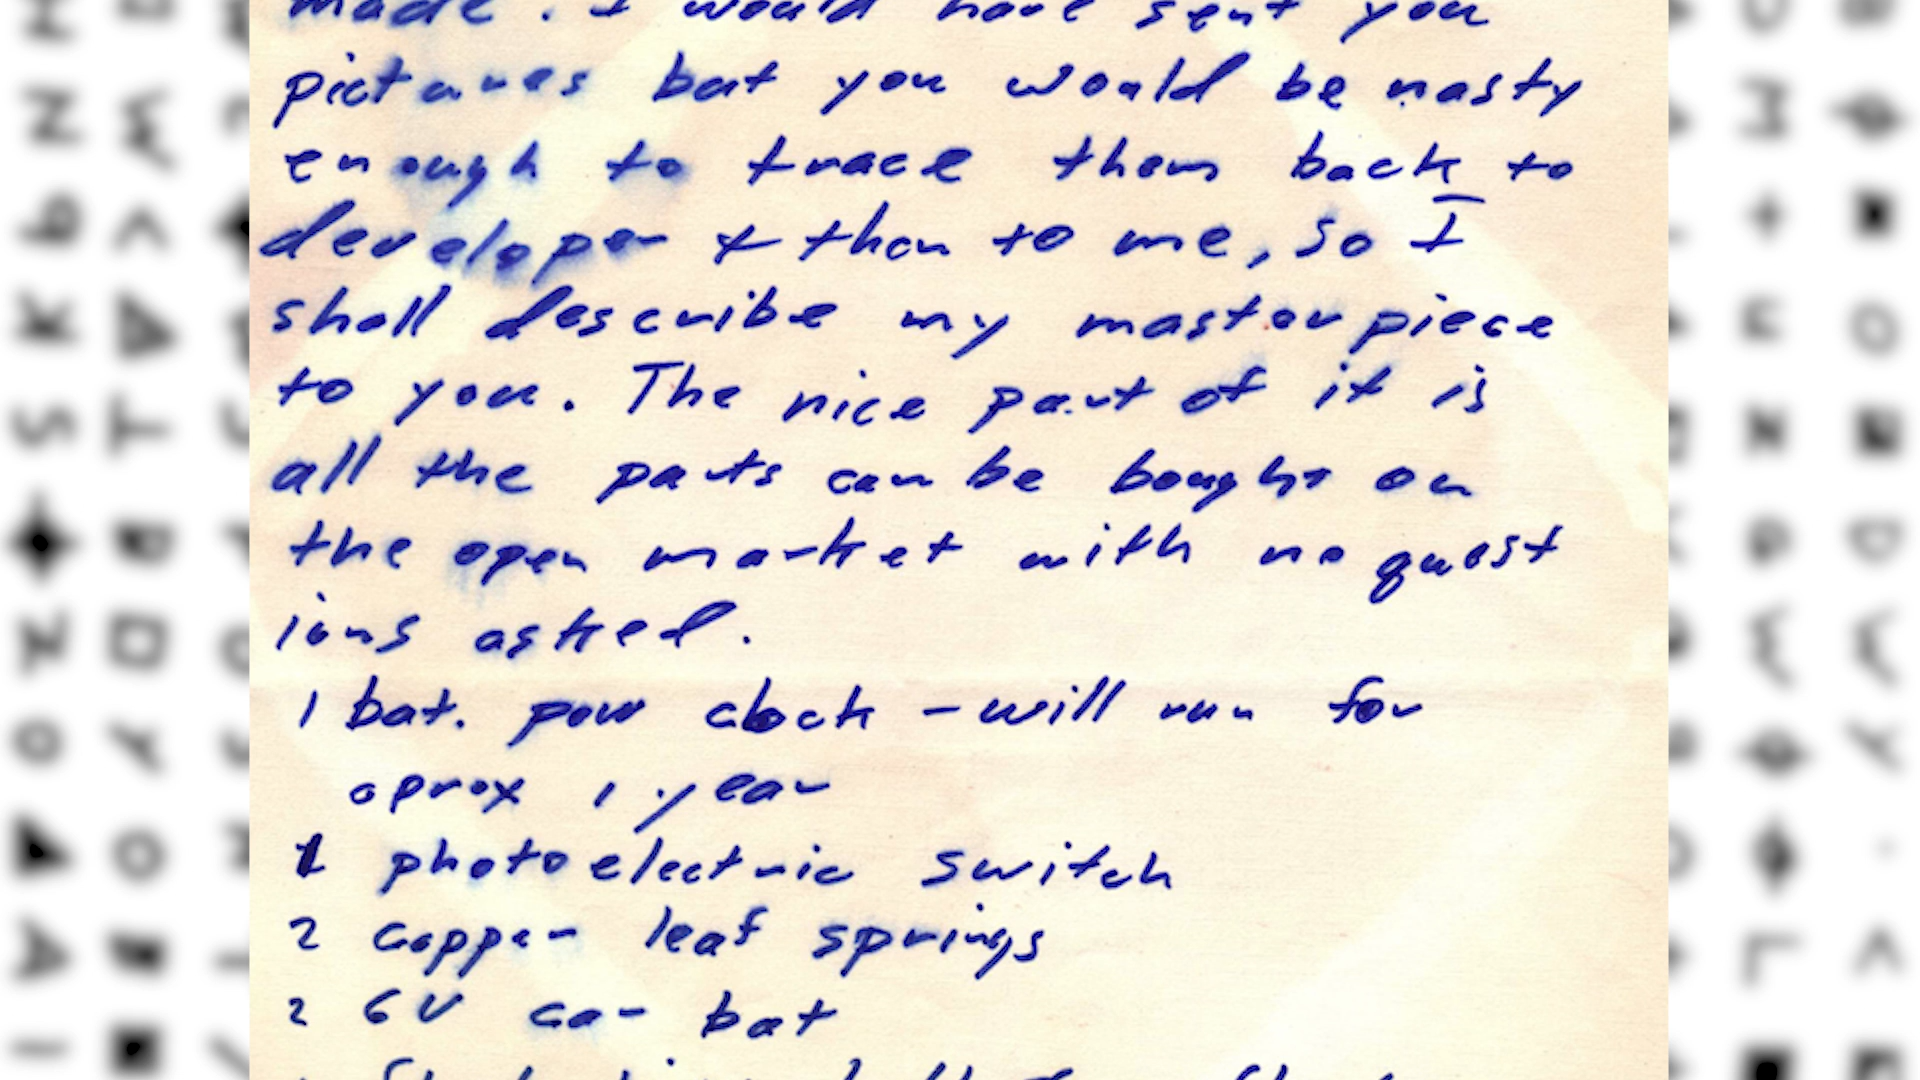 made. I would have sent you
pictures but you would be nasty
enough to trace them back to
developer & then to me, so I
shall describe my masterpiece
to you. The nice part of it is
all the parts can be bought on
the open market with no quest
ions asked.
1 bat. pow clock - will run for
aprox 1 year
1 photoelectric switch
2 copper leaf springs
2 6V car bat